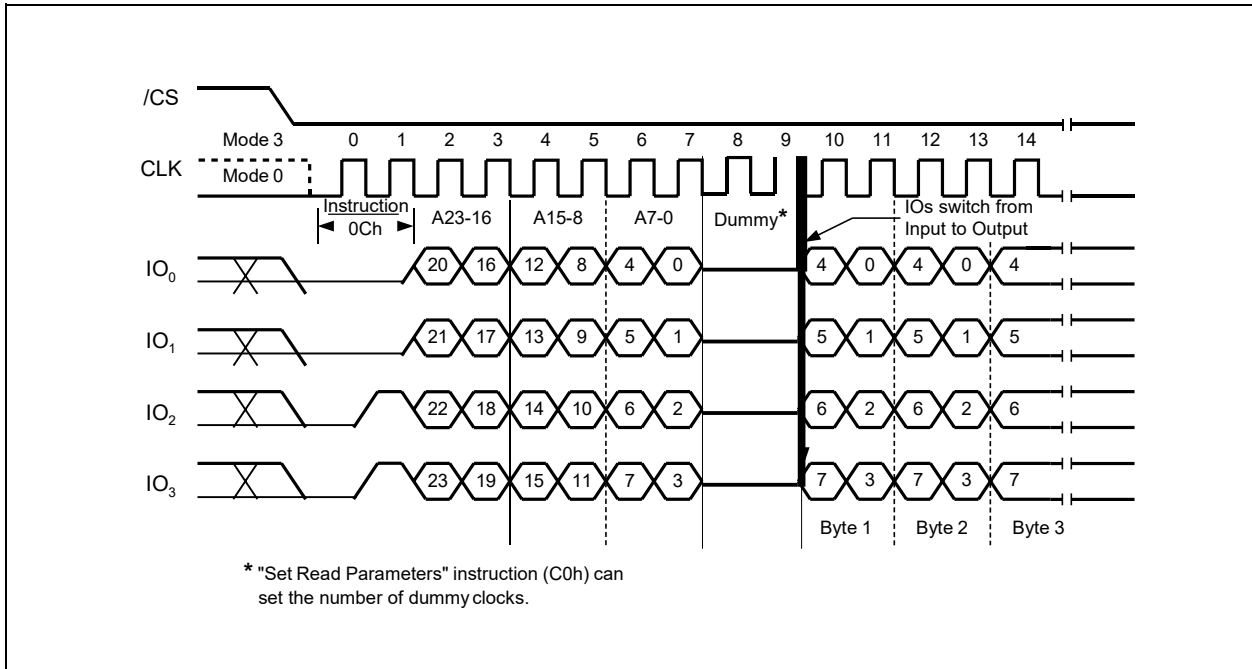 /CS
Mode 3 0 1 2 3 4 5 6 7 8 9 10 11 12 13 14
CLK
Mode 0
Instruction
0Ch
A23-16 A15-8 A7-0 Dummy*
IOs switch from
Input to Output
IO0 20 16 12 8 4 0 4 0 4 0 4
IO1 21 17 13 9 5 1 5 1 5 1 5
IO2 22 18 14 10 6 2 6 2 6 2 6
IO3 23 19 15 11 7 3 7 3 7 3 7
Byte 1 Byte 2 Byte 3
* "Set Read Parameters" instruction (C0h) can
set the number of dummy clocks.